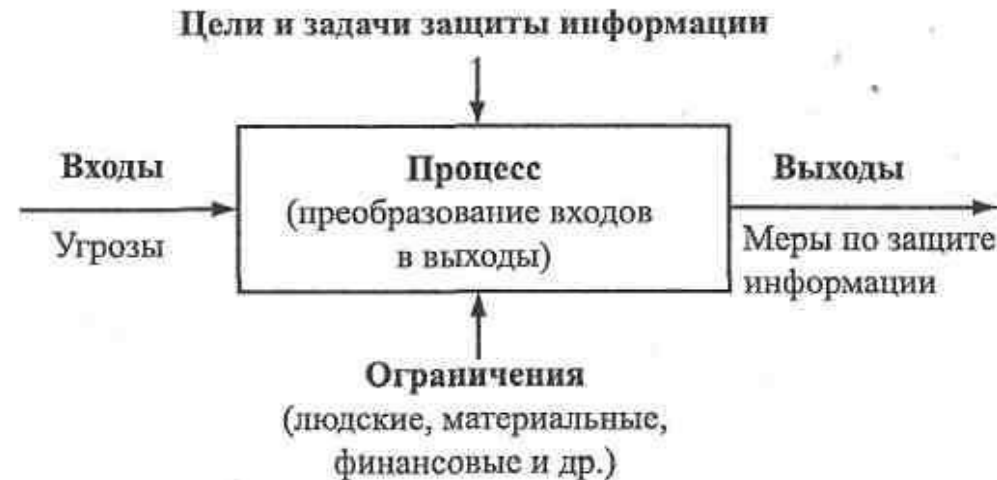 Цели и задачи защиты информации
Входы
Угрозы
Процесс
(преобразование входов
в выходы)
Выходы
Меры по защите
информации
Ограничения
(людские, материальные,
финансовые и др.)